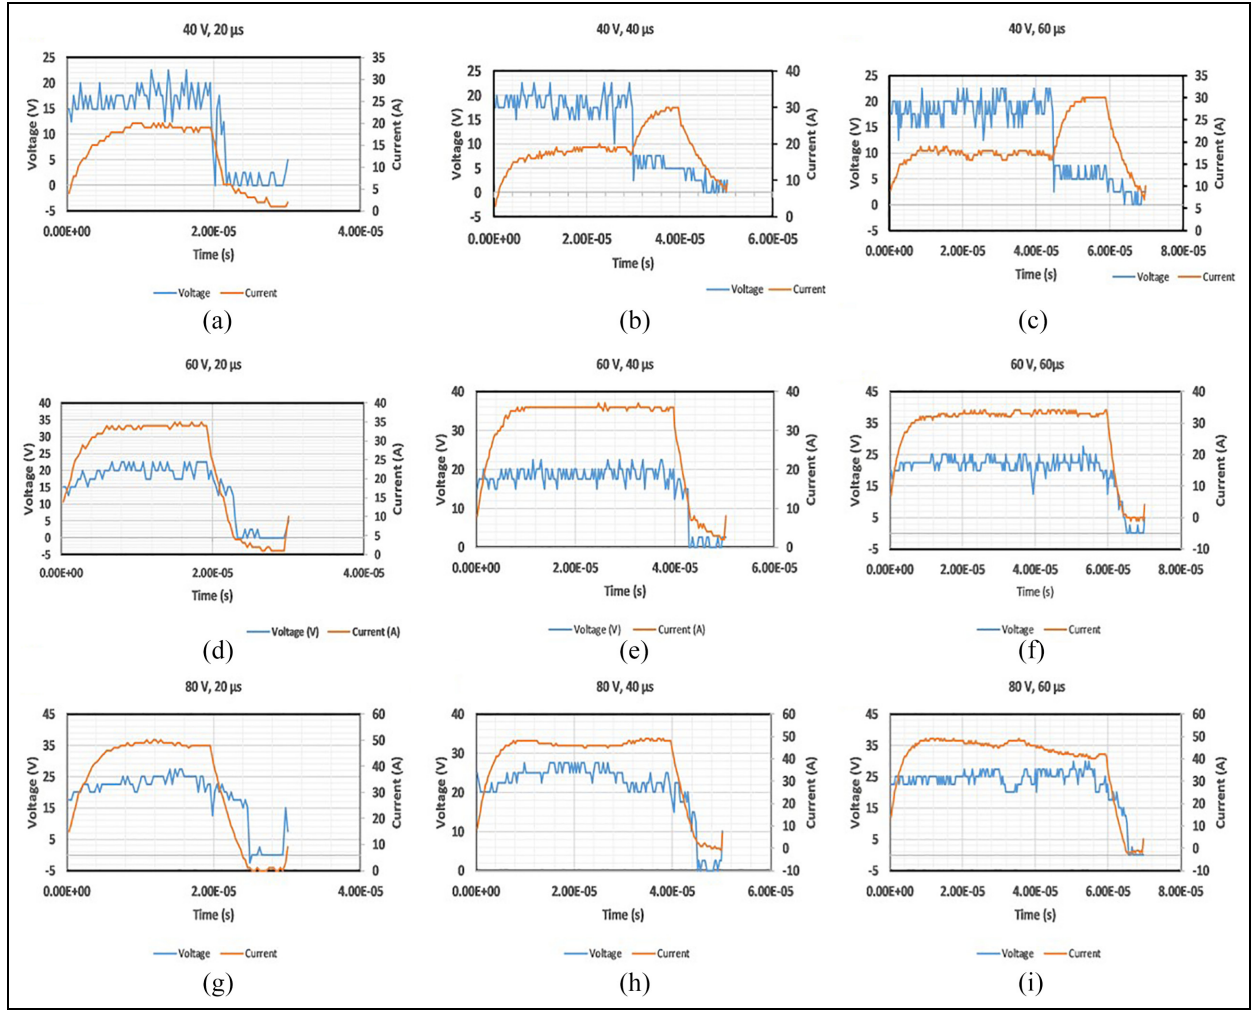 40 V, 20 µs
40 V, 40 µs
40 V, 60 µs
25
20
15
10
5
0
-5
Voltage (V)
35
30
25
20
15
10
5
0
Current (A)
0.00E+00 2.00E-05 4.00E-05
Time (s)
Voltage Current
(a)
25
20
15
10
5
0
-5
Voltage (V)
40
30
20
10
0
Current (A)
0.00E+00 2.00E-05 4.00E-05 6.00E-05
Time (s)
Voltage Current
(b)
25
20
15
10
5
0
-5
Voltage (V)
35
30
25
20
15
10
5
0
Current (A)
0.00E+00 2.00E-05 4.00E-05 6.00E-05 8.00E-05
Time (s)
Voltage Current
(c)
60 V, 20 µs
60 V, 40 µs
60 V, 60µs
40
35
30
25
20
15
10
5
0
-5
Voltage (V)
40
35
30
25
20
15
10
5
0
Current (A)
0.00E+00 2.00E-05 4.00E-05
Time (s)
Voltage (V) Current (A)
(d)
40
30
20
10
0
Voltage (V)
40
30
20
10
0
Current (A)
0.00E+00 2.00E-05 4.00E-05 6.00E-05
Time (s)
Voltage (V) Current (A)
(e)
45
35
25
15
5
-5
Voltage (V)
40
30
20
10
0
-10
Current (A)
0.00E+00 2.00E-05 4.00E-05 6.00E-05 8.00E-05
Time (s)
Voltage Current
(f)
80 V, 20 µs
80 V, 40 µs
80 V, 60 µs
45
35
25
15
5
-5
Voltage (V)
60
50
40
30
20
10
0
Current (A)
0.00E+00 2.00E-05 4.00E-05
Time (s)
Voltage Current
(g)
40
30
20
10
0
Voltage (V)
60
50
40
30
20
10
0
-10
Current (A)
0.00E+00 2.00E-05 4.00E-05 6.00E-05
Time (s)
Voltage Current
(h)
45
35
25
15
5
-5
Voltage (V)
60
50
40
30
20
10
0
-10
Current (A)
0.00E+00 2.00E-05 4.00E-05 6.00E-05 8.00E-05
Time (s)
Voltage Current
(i)